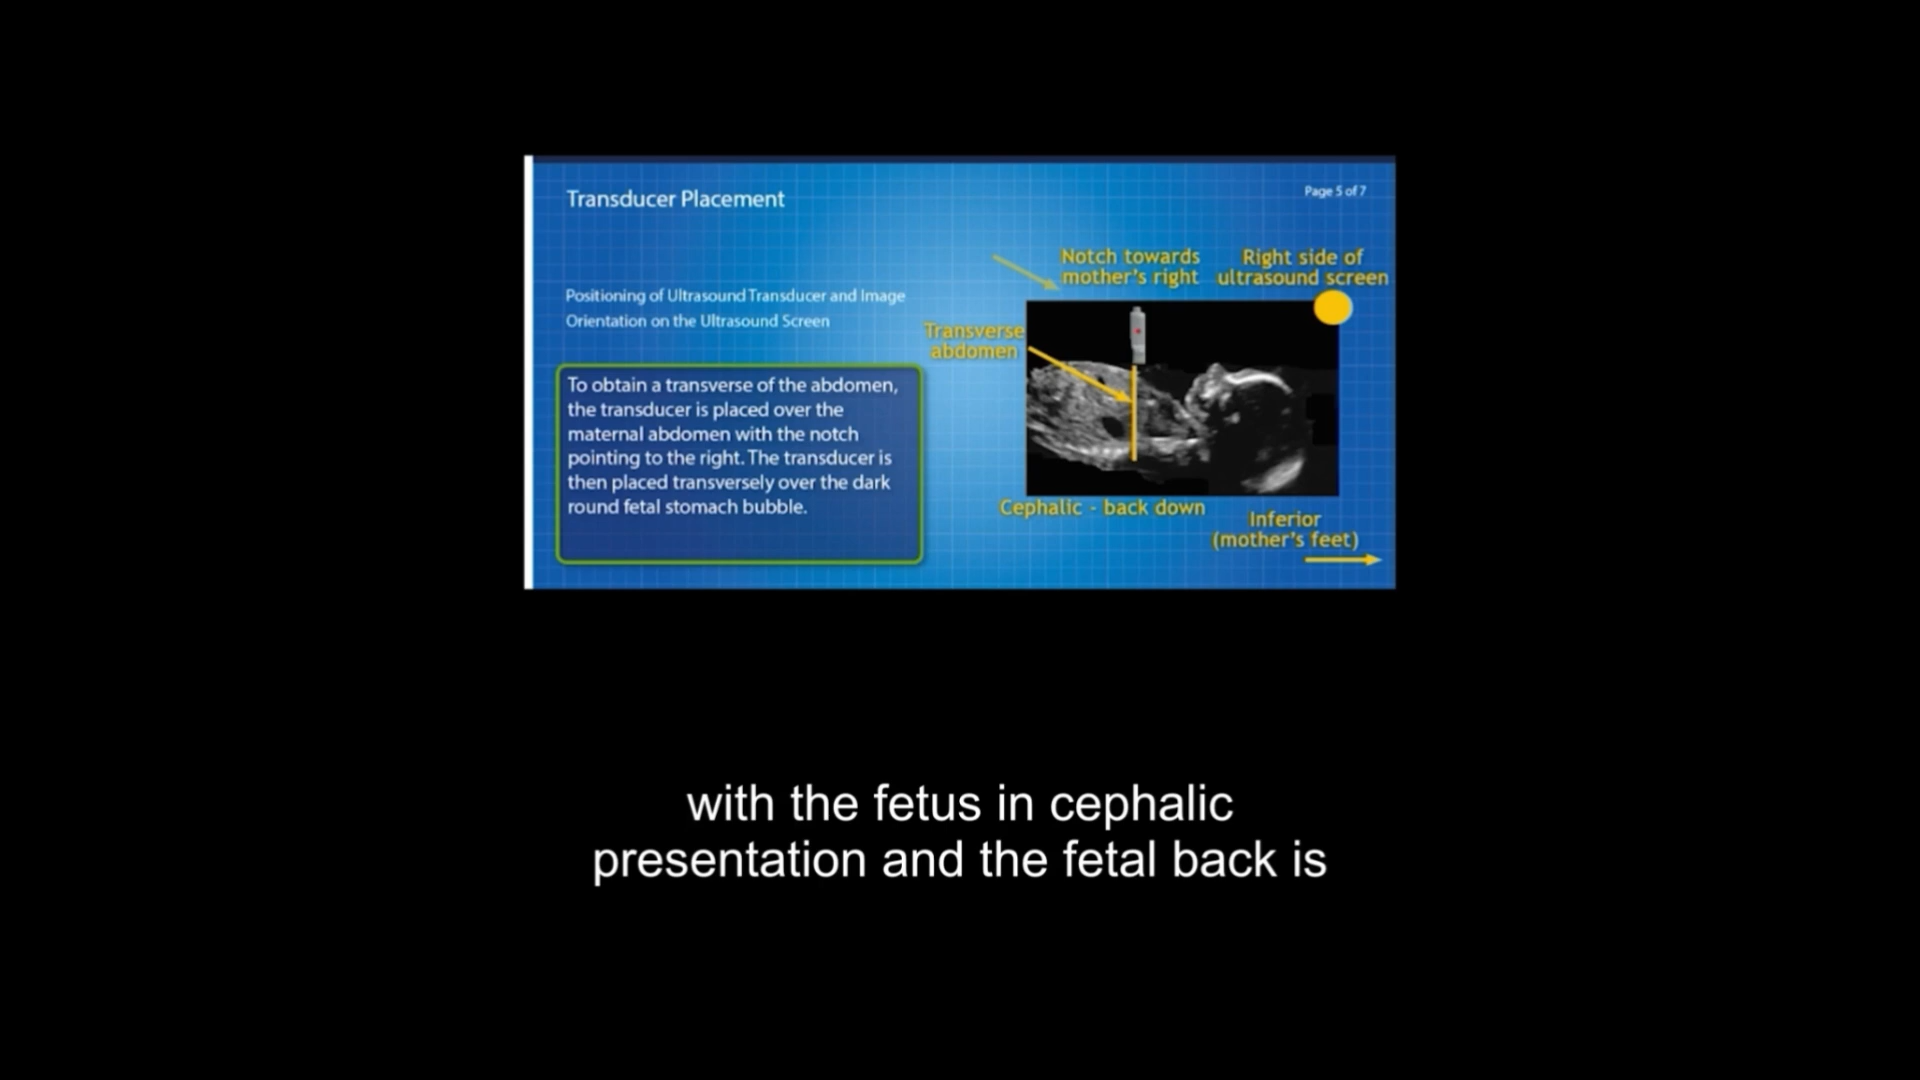 Transducer Placement
Page 5 of 7
Notch towards
mother's right
Right side of
ultrasound screen
Positioning of Ultrasound Transducer and Image
Orientation on the Ultrasound Screen
Transverse
abdomen
To obtain a transverse of the abdomen,
the transducer is placed over the
maternal abdomen with the notch
pointing to the right. The transducer is
then placed transversely over the dark
round fetal stomach bubble.
Cephalic - back down
Inferior
(mother's feet)
with the fetus in cephalic
presentation and the fetal back is